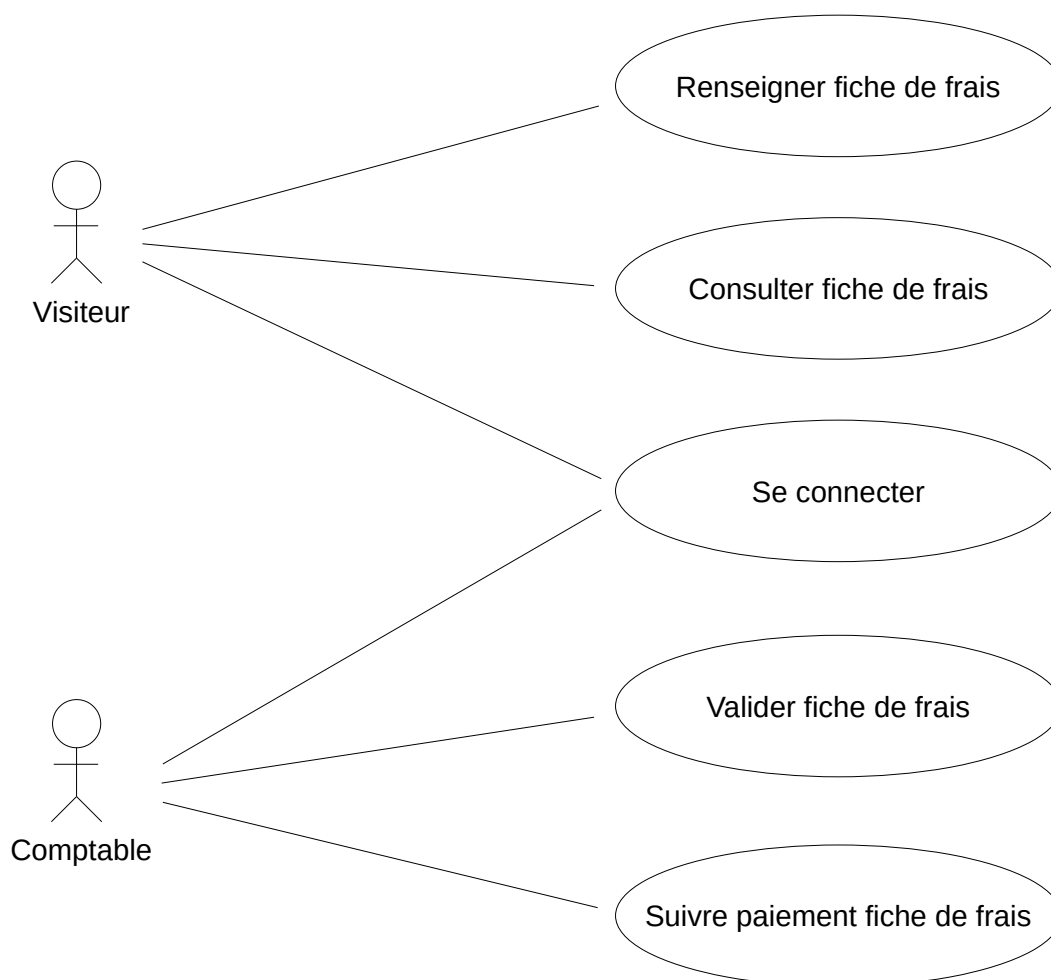 Renseigner fiche de frais
Visiteur
Consulter fiche de frais
Se connecter
Valider fiche de frais
Comptable
Suivre paiement fiche de frais